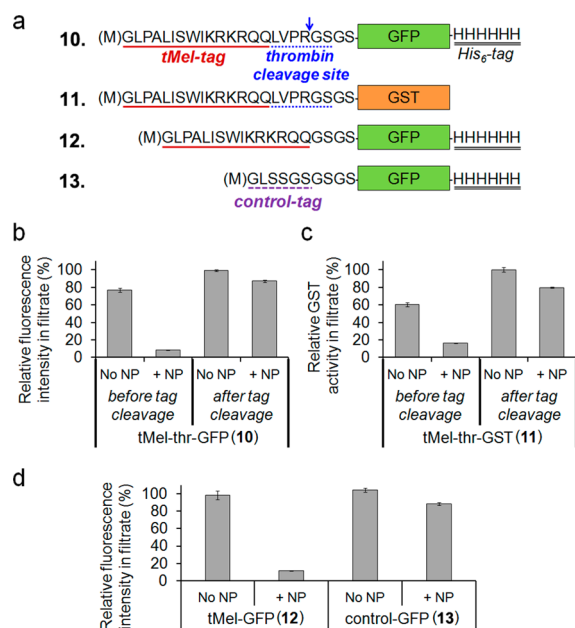 a
10. (M)GLPALISWIKRKRQQLVPRGSGS- GFP -HHHHHH
tMel-tag thrombin cleavage site His6-tag
11. (M)GLPALISWIKRKRQQLVPRGSGS- GST
12. (M)GLPALISWIKRKRQQGSGS- GFP -HHHHHH
13. (M)GLSSGSGSGS- GFP -HHHHHH
control-tag
b
Relative fluorescence
intensity in filtrate (%)
100
80
60
40
20
0
No NP + NP No NP + NP
before tag cleavage after tag cleavage
tMel-thr-GFP (10)
c
Relative GST
activity in filtrate (%)
100
80
60
40
20
0
No NP + NP No NP + NP
before tag cleavage after tag cleavage
tMel-thr-GST (11)
d
Relative fluorescence
intensity in filtrate (%)
100
80
60
40
20
0
No NP + NP No NP + NP
tMel-GFP (12) control-GFP (13)